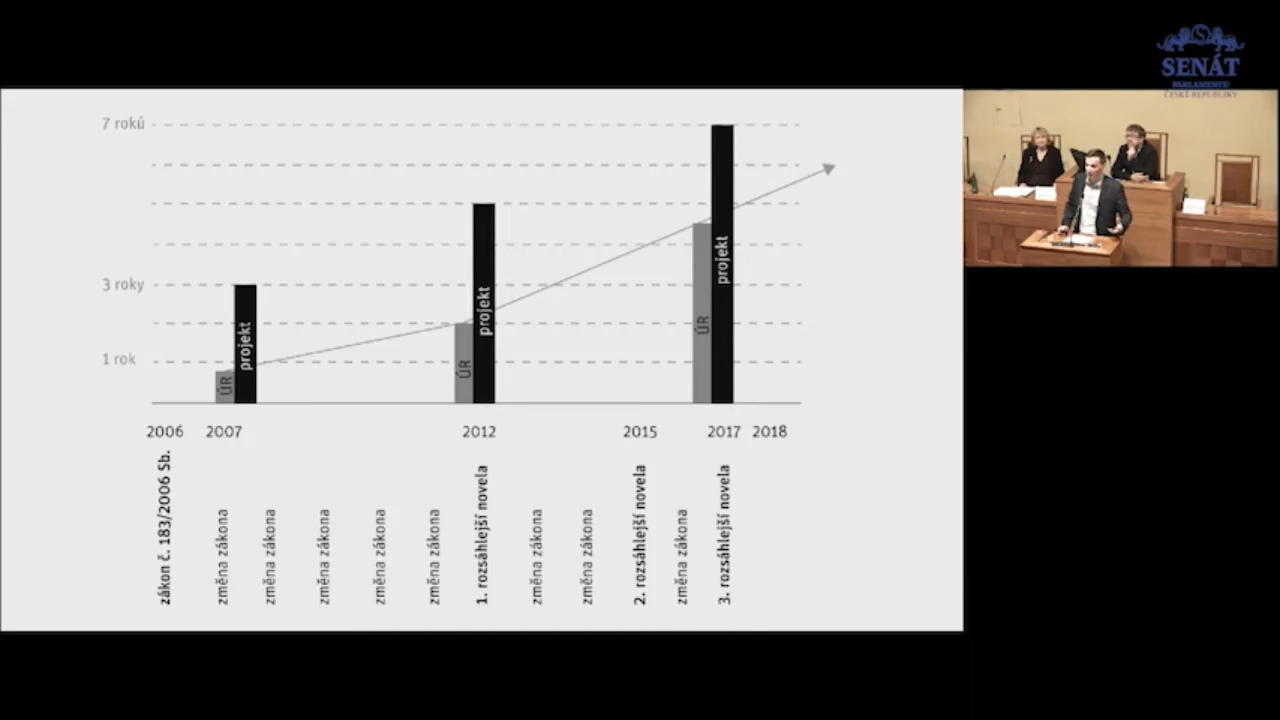 SENÁT
PARLAMENTU
ČESKÉ REPUBLIKY
7 roků
3 roky
1 rok
ÚR
projekt
ÚR
projekt
ÚR
projekt
2006 2007 2012 2015 2017 2018
zákon č. 183/2006 Sb.
změna zákona
změna zákona
změna zákona
změna zákona
změna zákona
1. rozsáhlejší novela
změna zákona
změna zákona
2. rozsáhlejší novela
změna zákona
3. rozsáhlejší novela